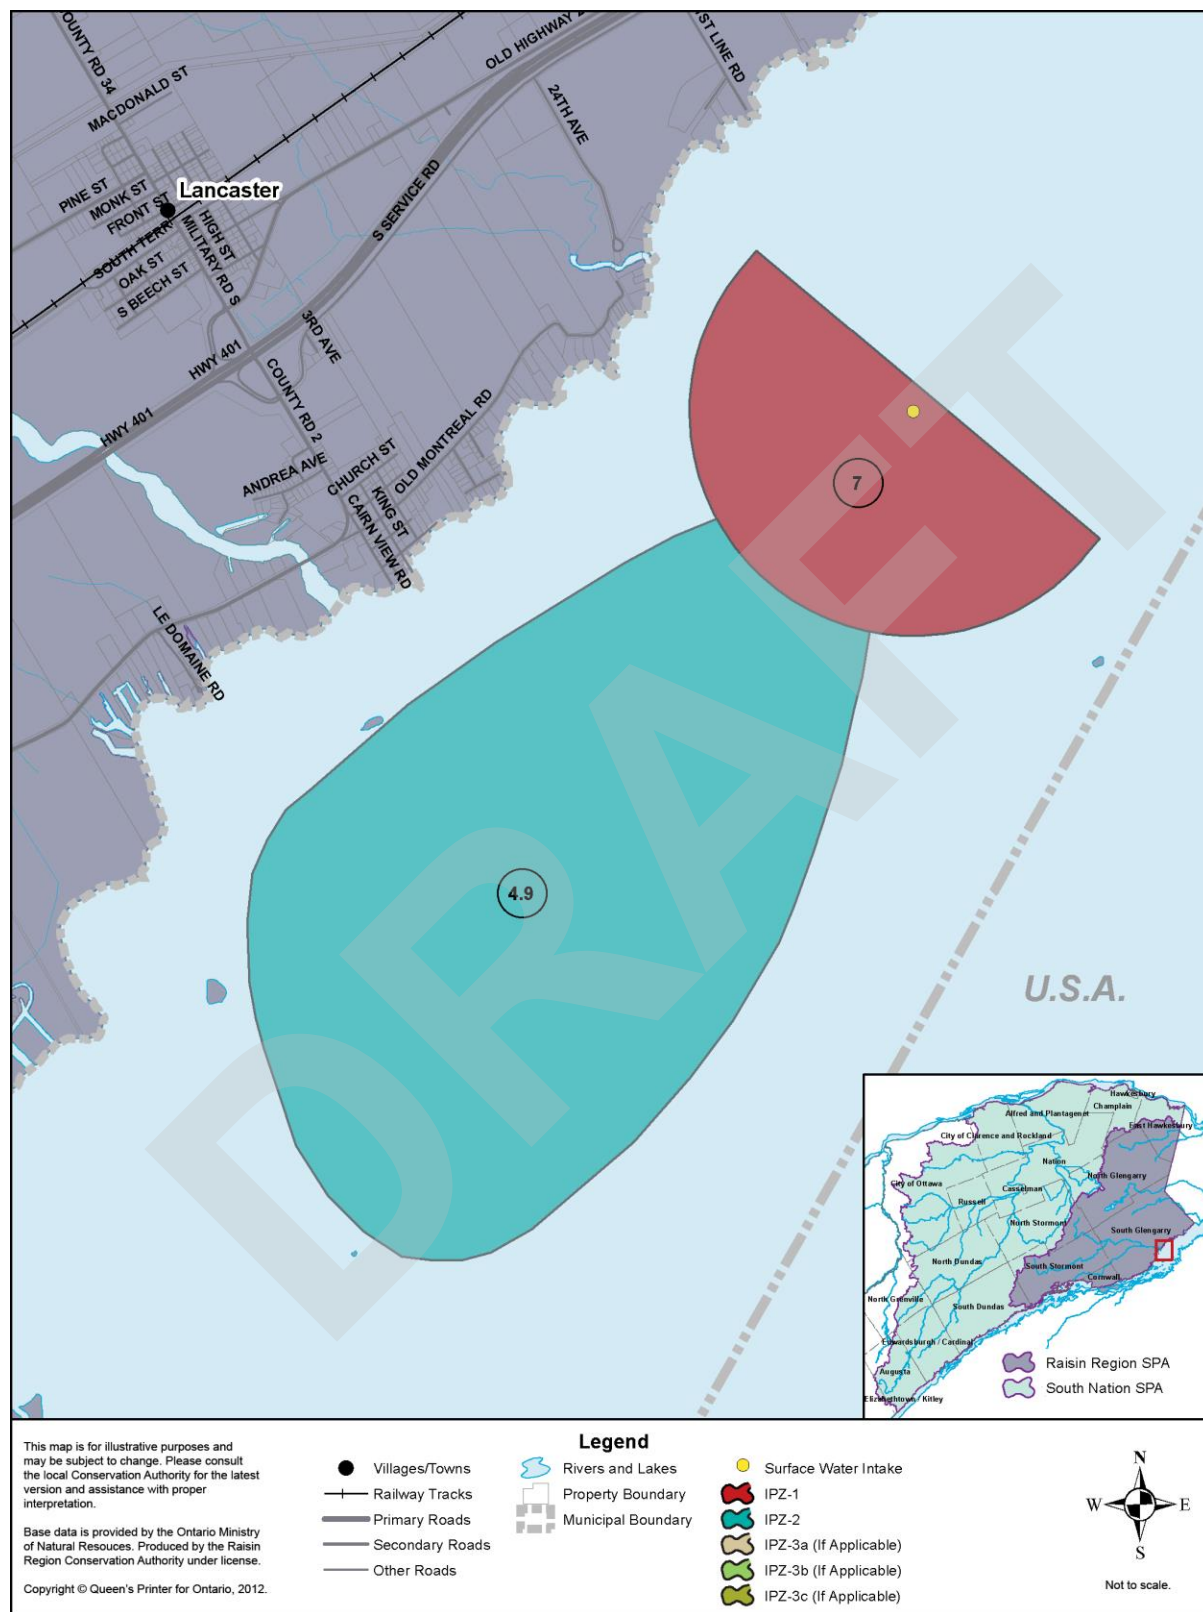 COUNTY RD 34
MACDONALD ST
OLD HIGHWAY 2
1ST LINE RD
24TH AVE
PINE ST
MONK ST
FRONT ST
Lancaster
SOUTH TERR
HIGH ST
MILITARY RD S
OAK ST
S BEECH ST
S SERVICE RD
HWY 401
3RD AVE
HWY 401
COUNTY RD 2
OLD MONTREAL RD
ANDREA AVE
CHURCH ST
KING ST
CAIRN VIEW RD
LE DOMAINE RD
7
4.9
DRAFT
U.S.A.
Hawkesbury
Champlain
Alfred and Plantagenet
East Hawkesbury
City of Clarence and Rockland
Nation
North Glengarry
City of Ottawa
Casselman
Russell
North Stormont
South Glengarry
North Dundas
South Stormont
Cornwall
North Grenville
South Dundas
Edwardsburgh / Cardinal
Augusta
Elizabethtown / Kitley
Raisin Region SPA
South Nation SPA
This map is for illustrative purposes and
may be subject to change. Please consult
the local Conservation Authority for the latest
version and assistance with proper
interpretation.
Base data is provided by the Ontario Ministry
of Natural Resouces. Produced by the Raisin
Region Conservation Authority under license.
Copyright © Queen's Printer for Ontario, 2012.
Legend
Villages/Towns
Railway Tracks
Primary Roads
Secondary Roads
Other Roads
Rivers and Lakes
Property Boundary
Municipal Boundary
Surface Water Intake
IPZ-1
IPZ-2
IPZ-3a (If Applicable)
IPZ-3b (If Applicable)
IPZ-3c (If Applicable)
N
W E
S
Not to scale.